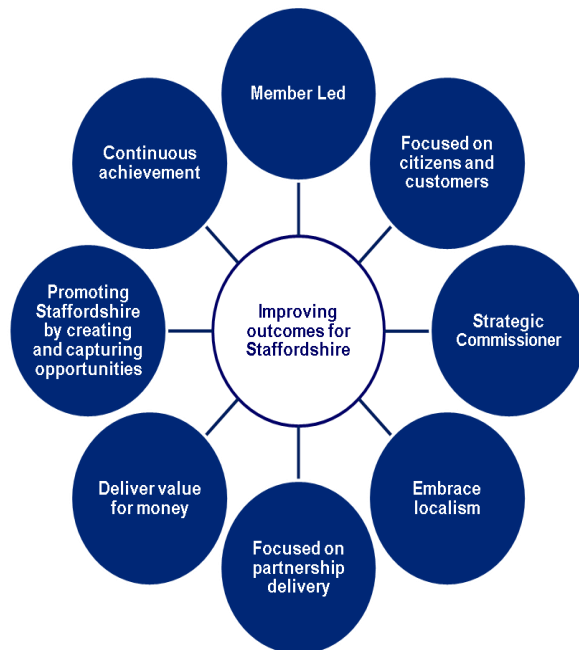 Member Led
Focused on
citizens and
customers
Continuous
achievement
Promoting
Staffordshire
by creating
and capturing
opportunities
Improving
outcomes for
Staffordshire
Strategic
Commissioner
Deliver value
for money
Embrace
localism
Focused on
partnership
delivery